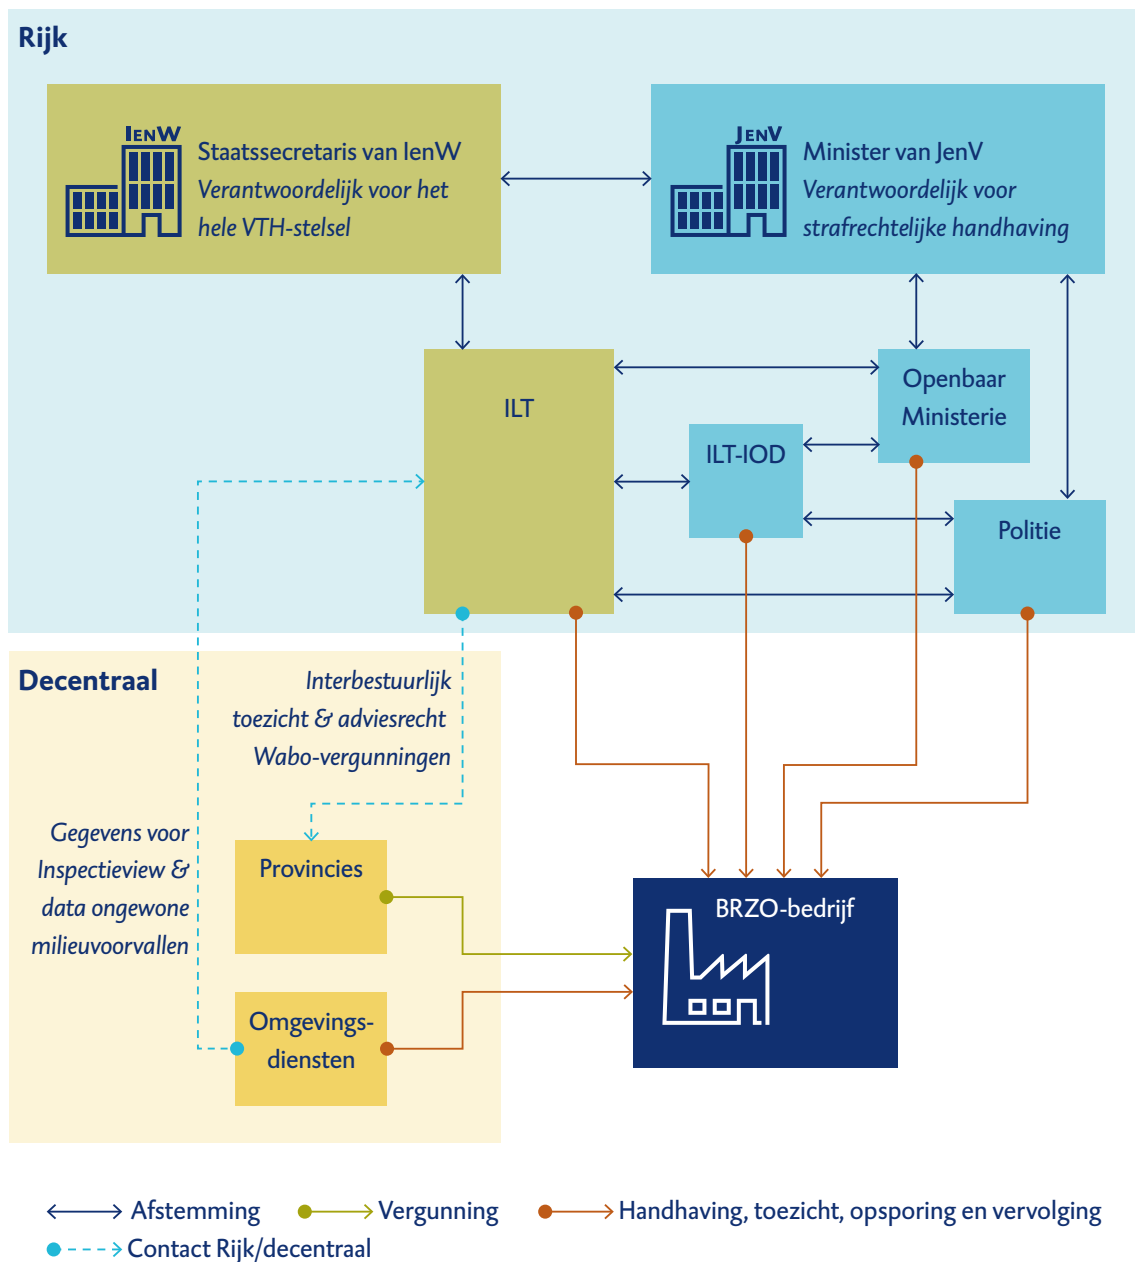 Rijk
IENW
Staatssecretaris van IenW
Verantwoordelijk voor het
hele VTH-stelsel
JENV
Minister van JenV
Verantwoordelijk voor
strafrechtelijke handhaving
ILT
Openbaar
Ministerie
ILT-IOD
Politie
Decentraal
Interbestuurlijk
toezicht & adviesrecht
Wabo-vergunningen
Gegevens voor
Inspectieview &
data ongewone
milieuvoorvallen
Provincies
BRZO-bedrijf
Omgevings-
diensten
Afstemming
Vergunning
Handhaving, toezicht, opsporing en vervolging
Contact Rijk/decentraal